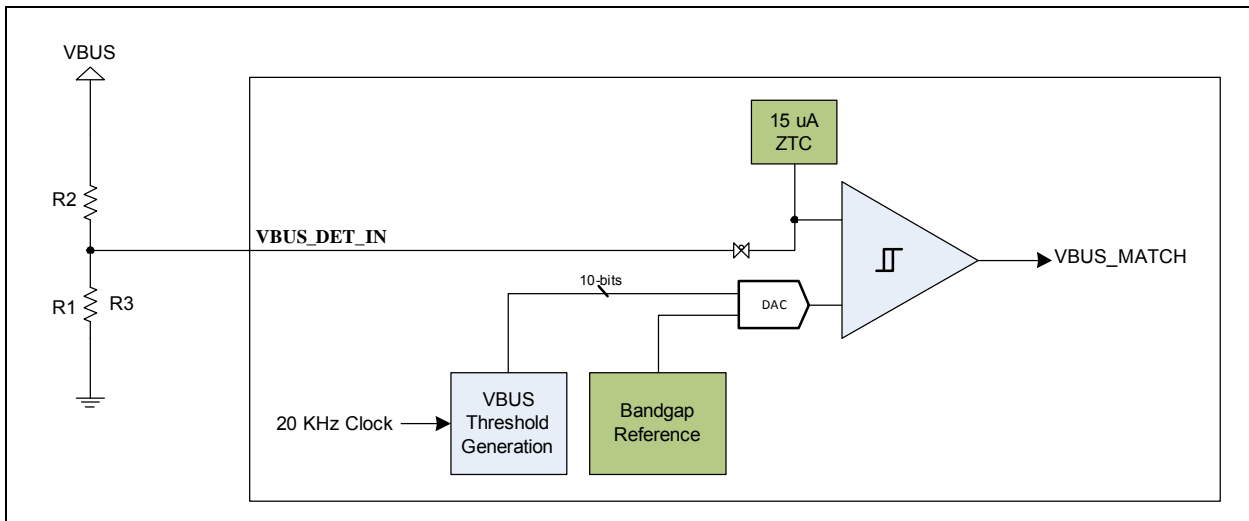 VBUS
15 uA
ZTC
R2
VBUS_DET_IN
VBUS_MATCH
10-bits
DAC
R1 R3
VBUS
Threshold
Generation
Bandgap
Reference
20 KHz Clock